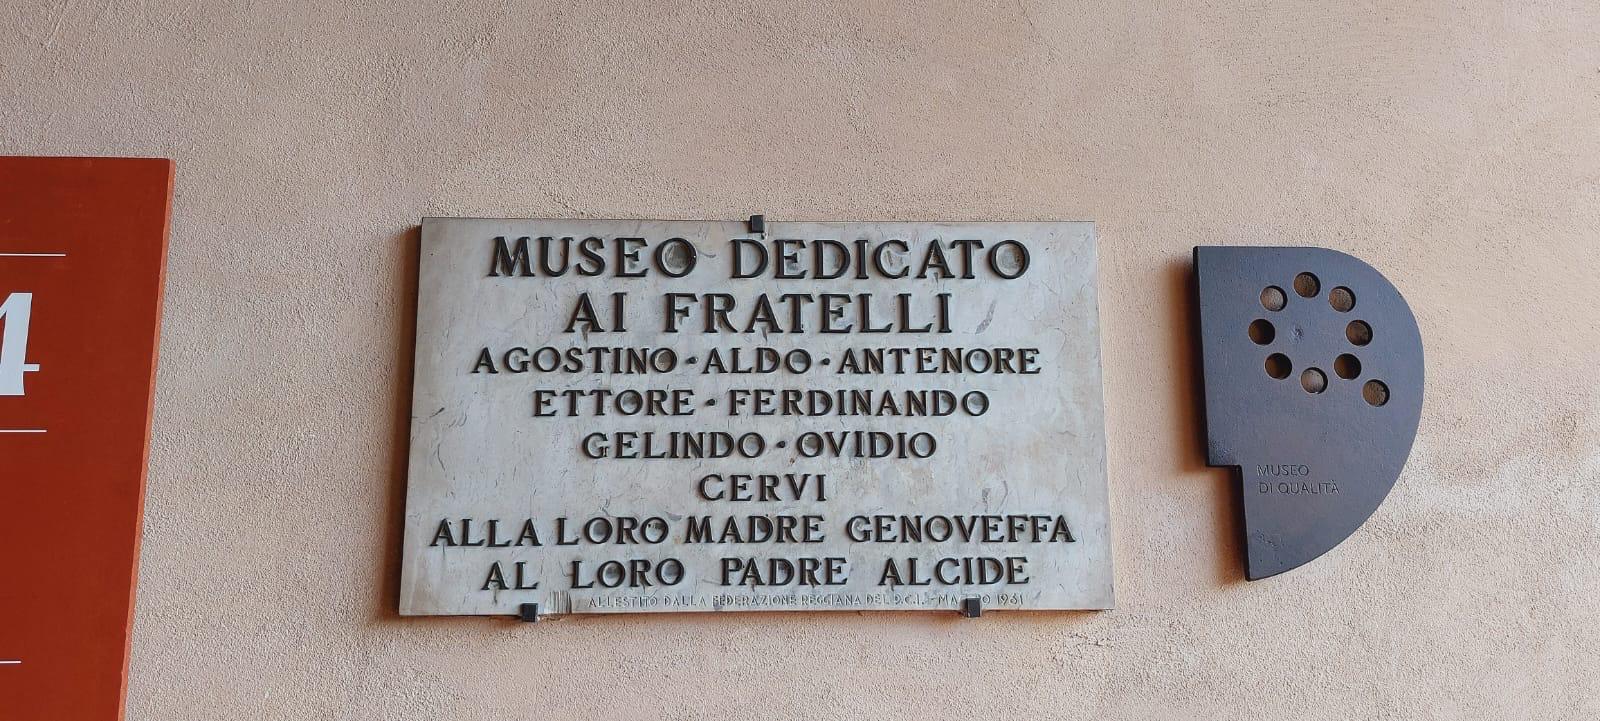 4
MUSEO DEDICATO
AI FRATELLI
AGOSTINO·ALDO·ANTENORE
ETTORE·FERDINANDO
GELINDO·OVIDIO
CERVI
ALLA LORO MADRE GENOVEFFA
AL LORO PADRE ALCIDE
ALLESTITO DALLA FEDERAZIONE REGGIANA DEL P.C.I. - 1961
MUSEO
DI QUALITÀ